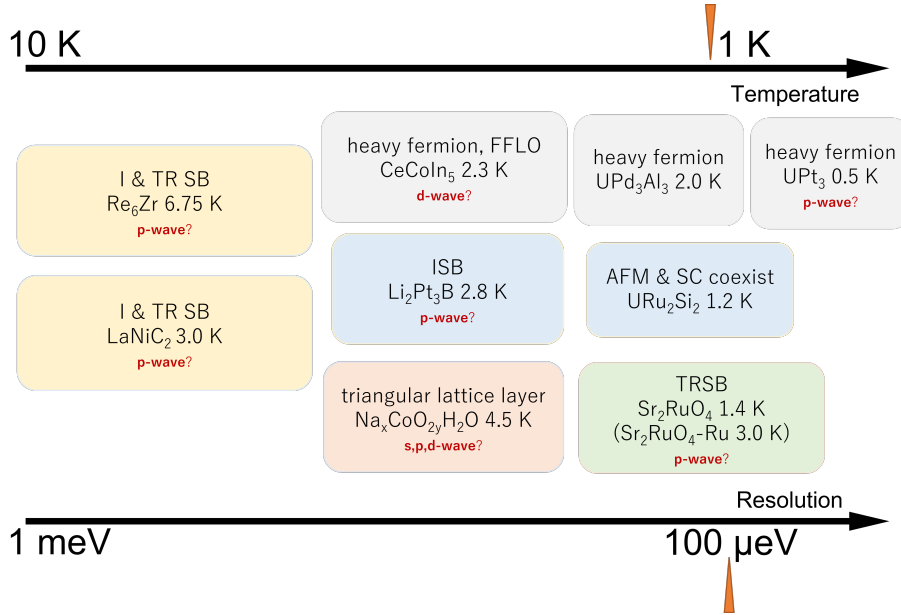 10 K
1 K
Temperature
I & TR SB
Re₆Zr 6.75 K
p-wave?
heavy fermion, FFLO
CeCoIn₅ 2.3 K
d-wave?
heavy fermion
UPd₃Al₃ 2.0 K
heavy fermion
UPt₃ 0.5 K
p-wave?
I & TR SB
LaNiC₂ 3.0 K
p-wave?
ISB
Li₂Pt₃B 2.8 K
p-wave?
AFM & SC coexist
URu₂Si₂ 1.2 K
triangular lattice layer
NaₓCoO₂yH₂O 4.5 K
s,p,d-wave?
TRSB
Sr₂RuO₄ 1.4 K
(Sr₂RuO₄-Ru 3.0 K)
p-wave?
Resolution
1 meV
100 µeV